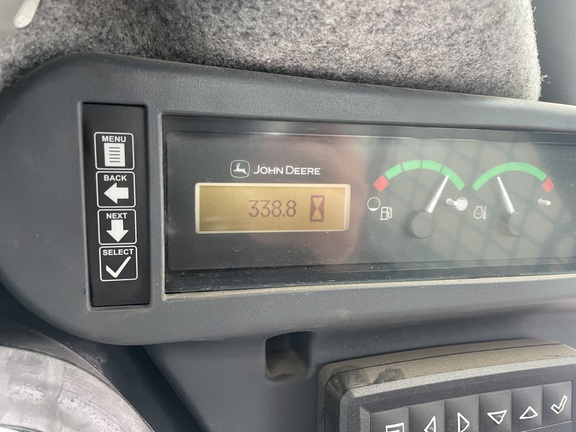 MENU
BACK
NEXT
SELECT
JOHN DEERE
338.8